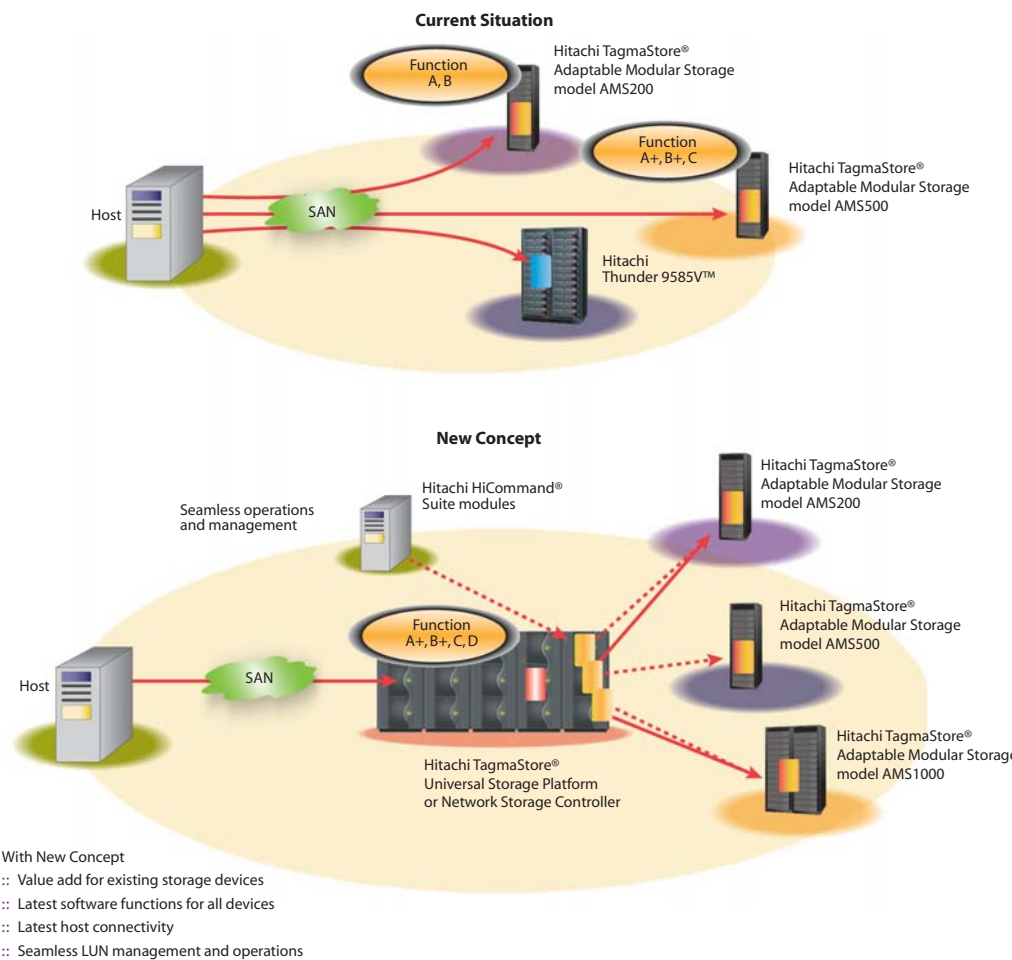 Current Situation
Function
A, B
Hitachi TagmaStore®
Adaptable Modular Storage
model AMS200
Function
A+, B+, C
Hitachi TagmaStore®
Adaptable Modular Storage
model AMS500
Host
SAN
Hitachi
Thunder 9585V™
New Concept
Seamless operations
and management
Hitachi HiCommand®
Suite modules
Hitachi TagmaStore®
Adaptable Modular Storage
model AMS200
Function
A+, B+, C, D
Hitachi TagmaStore®
Adaptable Modular Storage
model AMS500
Host
SAN
Hitachi TagmaStore®
Universal Storage Platform
or Network Storage Controller
Hitachi TagmaStore®
Adaptable Modular Storage
model AMS1000
With New Concept
:: Value add for existing storage devices
:: Latest software functions for all devices
:: Latest host connectivity
:: Seamless LUN management and operations